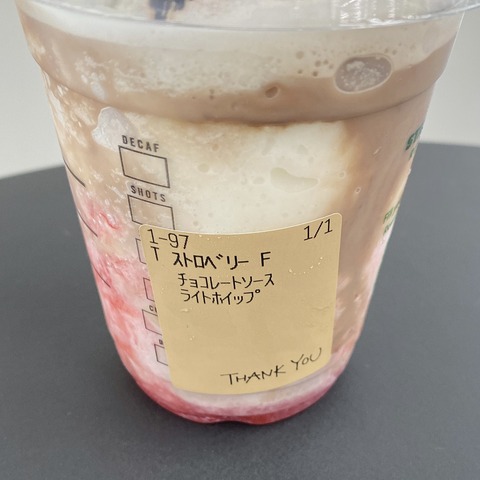 DECAF
SHOTS
1-97 1/1
T ストロベリー F
チョコレートソース
ライトホイップ
THANK YOU